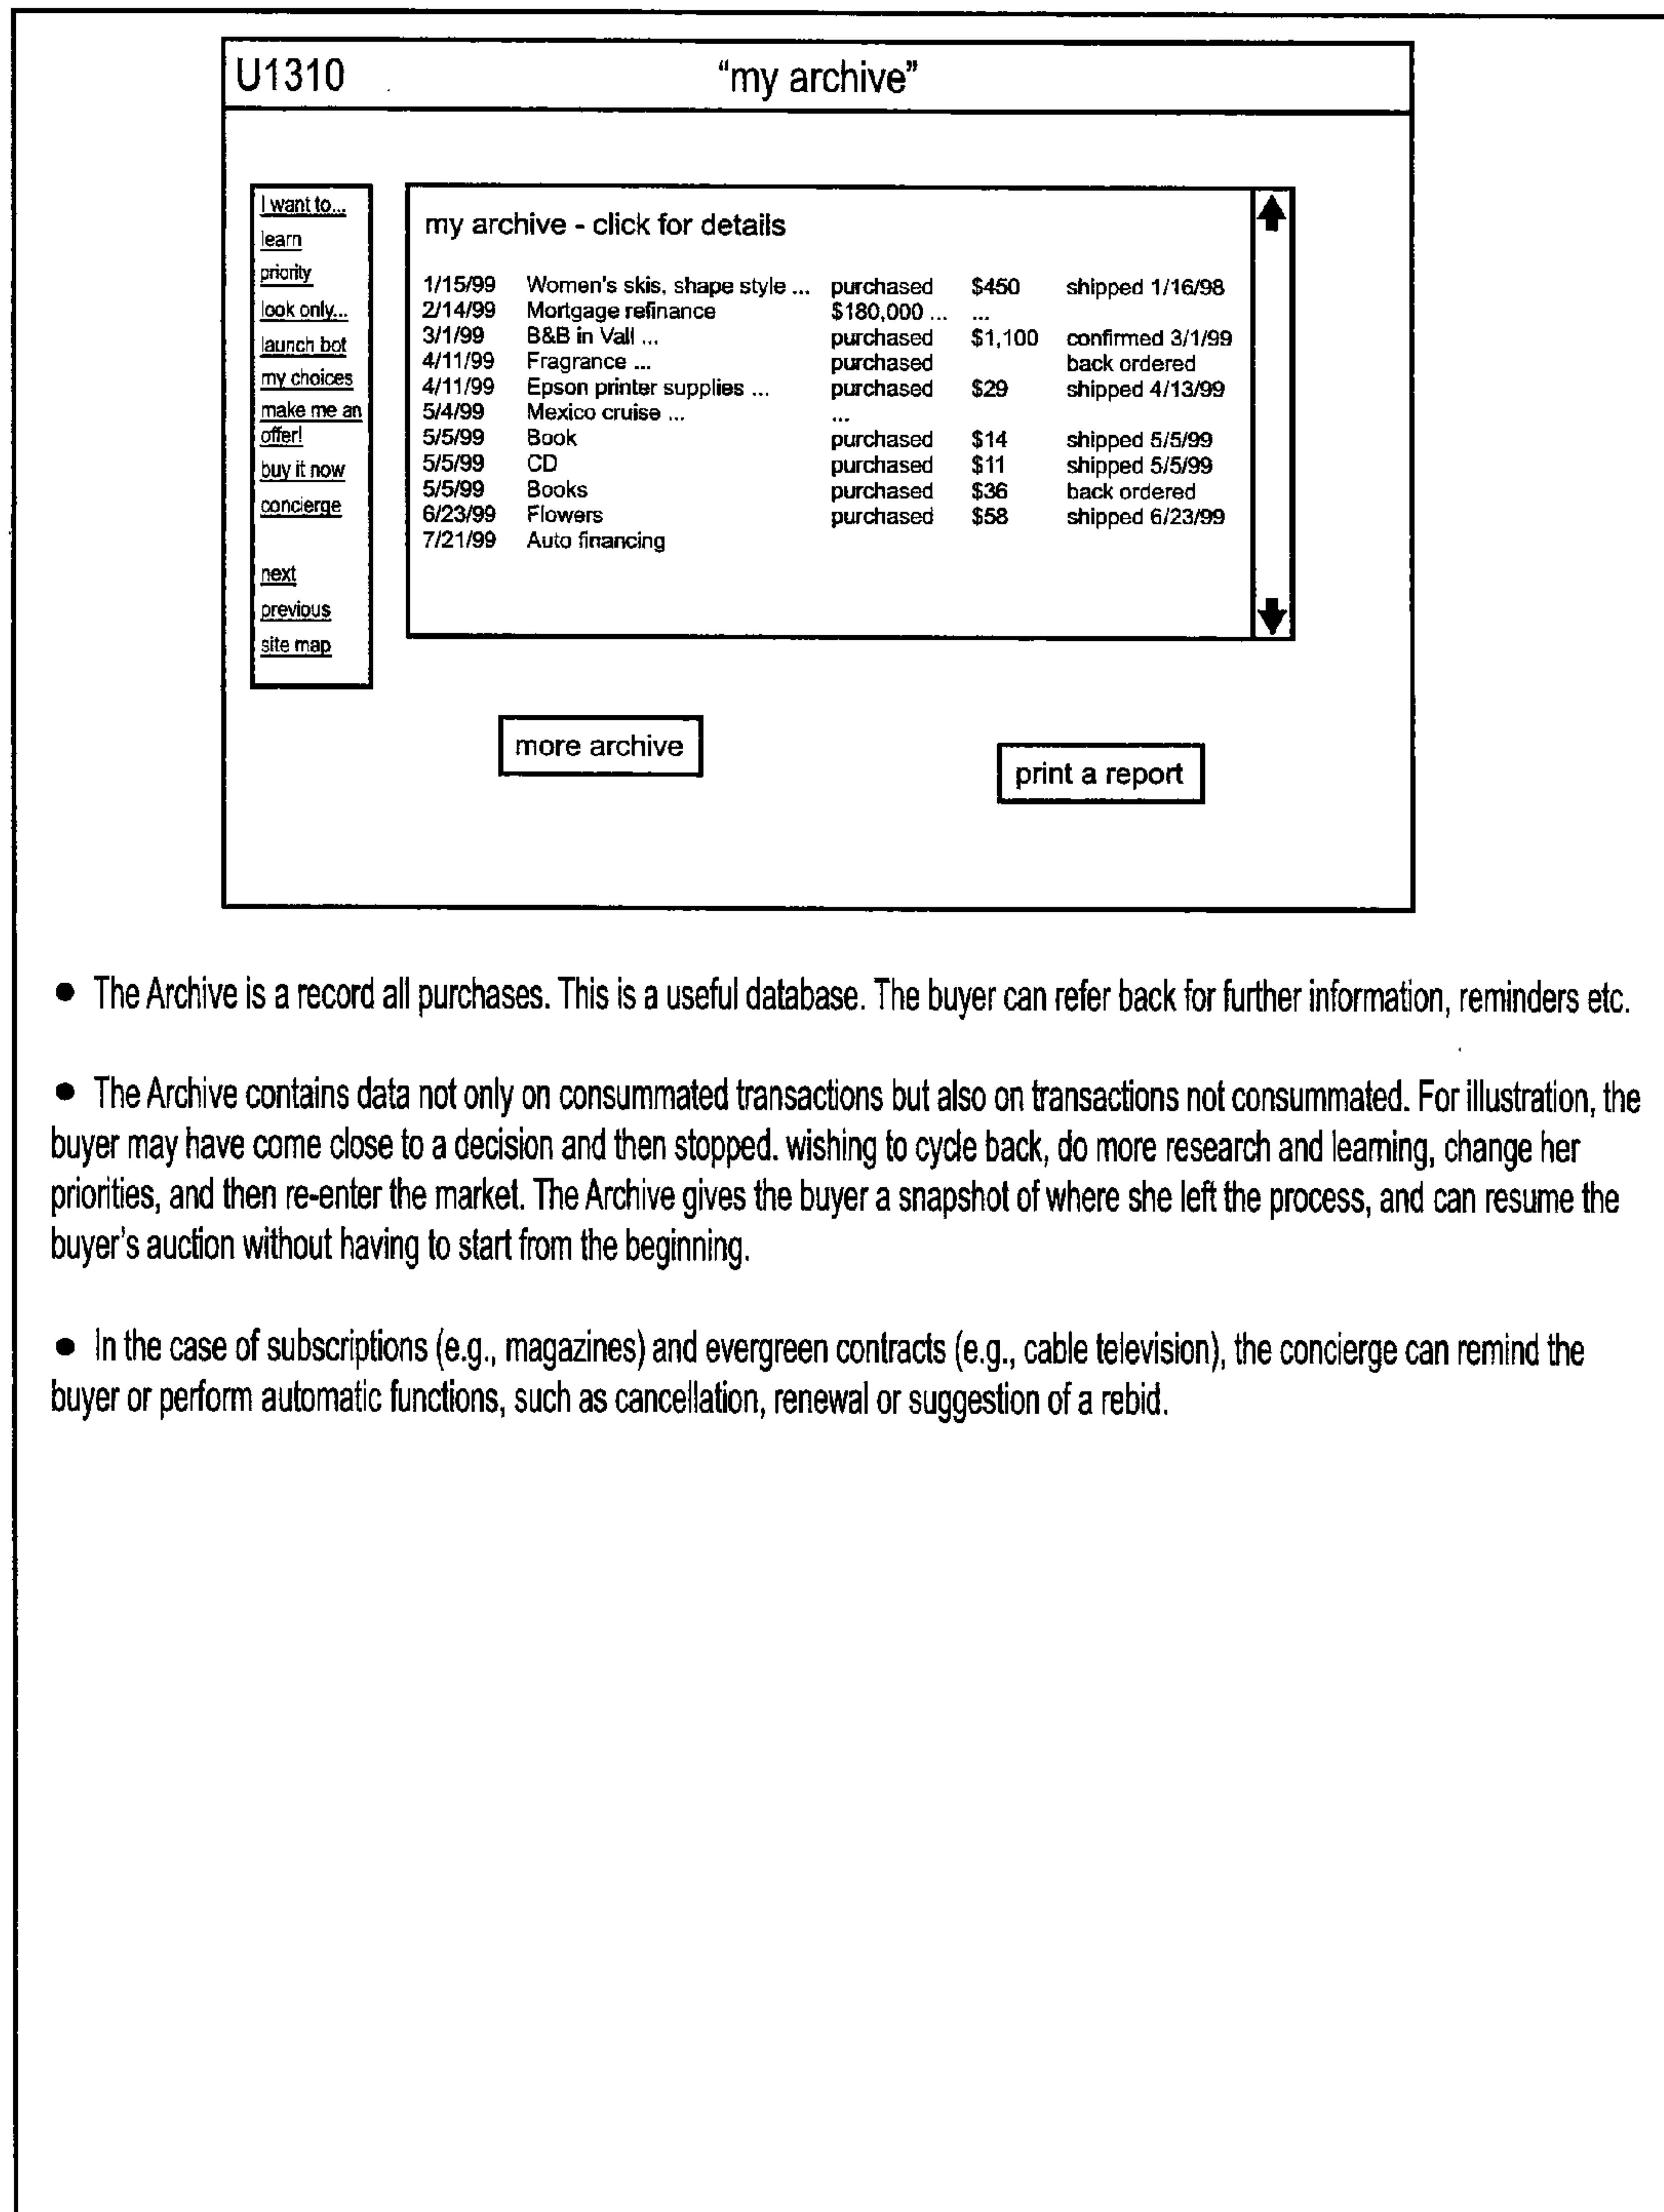 U1310 “my archive”
I want to...
learn
priority
look only...
launch bot
my choices
make me an
offer!
buy it now
concierge
next
previous
site map
my archive - click for details
1/15/99 Women's skis, shape style ... purchased $450 shipped 1/16/98
2/14/99 Mortgage refinance $180,000 ... ...
3/1/99 B&B in Vall ... purchased $1,100 confirmed 3/1/99
4/11/99 Fragrance ... purchased back ordered
4/11/99 Epson printer supplies ... purchased $29 shipped 4/13/99
5/4/99 Mexico cruise ... ...
5/5/99 Book purchased $14 shipped 5/5/99
5/5/99 CD purchased $11 shipped 5/5/99
5/5/99 Books purchased $36 back ordered
6/23/99 Flowers purchased $58 shipped 6/23/99
7/21/99 Auto financing
more archive
print a report
● The Archive is a record all purchases. This is a useful database. The buyer can refer back for further information, reminders etc.
● The Archive contains data not only on consummated transactions but also on transactions not consummated. For illustration, the
buyer may have come close to a decision and then stopped. wishing to cycle back, do more research and learning, change her
priorities, and then re-enter the market. The Archive gives the buyer a snapshot of where she left the process, and can resume the
buyer's auction without having to start from the beginning.
● In the case of subscriptions (e.g., magazines) and evergreen contracts (e.g., cable television), the concierge can remind the
buyer or perform automatic functions, such as cancellation, renewal or suggestion of a rebid.